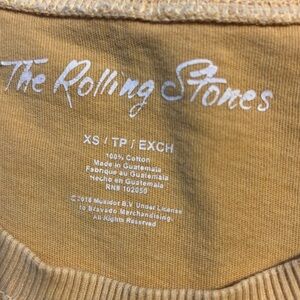 The Rolling Stones
XS / TP / EXCH
100% Cotton
Made in Guatemala
Fabrique au Guatemala
Hecho en Guatemala
RN# 102050
© 2018 Musidor B.V. Under License
to Bravado Merchandising.
All Rights Reserved